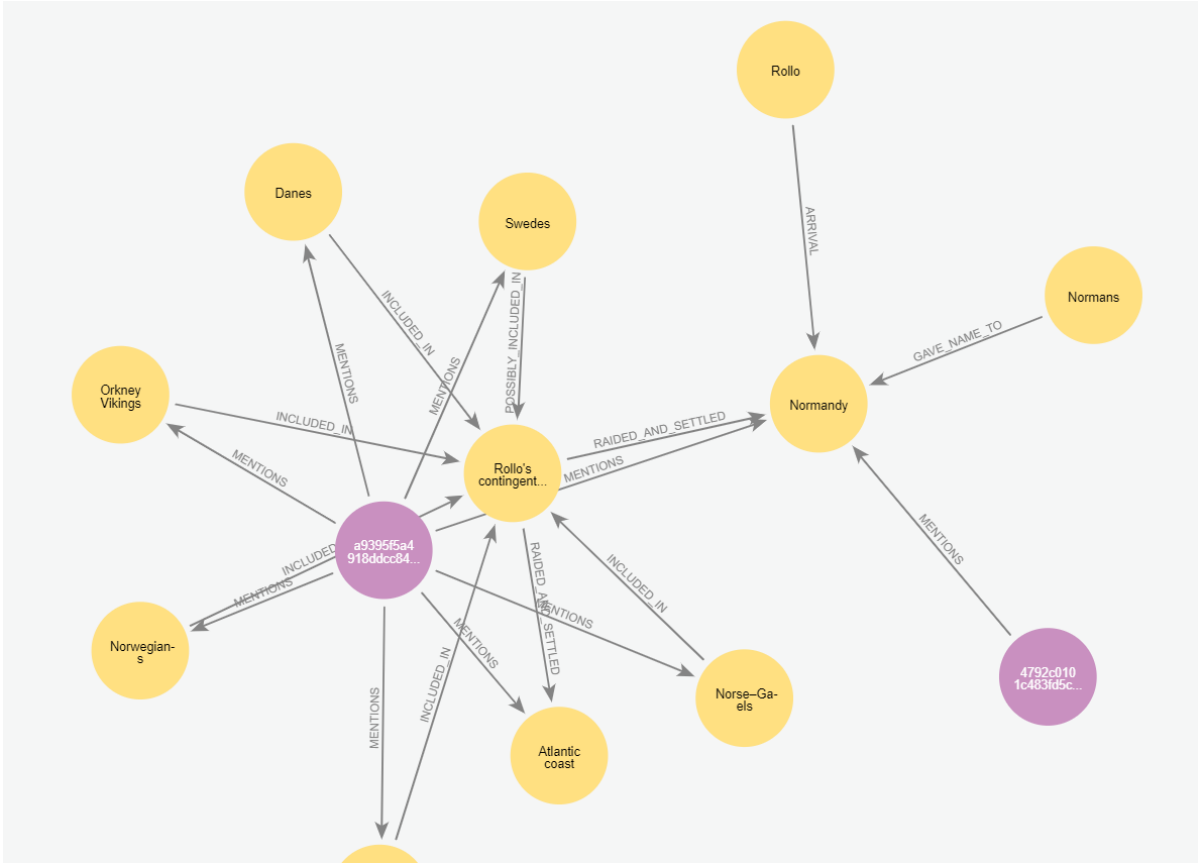 Rollo
Danes
Swedes
ARRIVAL
Normans
INCLUDED_IN
POSSIBLY_INCLUDED_IN
GAVE_NAME_TO
MENTIONS
MENTIONS
Orkney
Vikings
Normandy
INCLUDED_IN
RAIDED_AND_SETTLED
MENTIONS
MENTIONS
Rollo's
contingent...
a9395f5a4
918ddcc84...
MENTIONS
INCLUDED
MENTIONS
RAIDED_AND_SETTLED
INCLUDED_IN
MENTIONS
Norwegian-
s
MENTIONS
INCLUDED_IN
MENTIONS
4792c010
1c483fd5c...
Norse–Ga-
els
Atlantic
coast